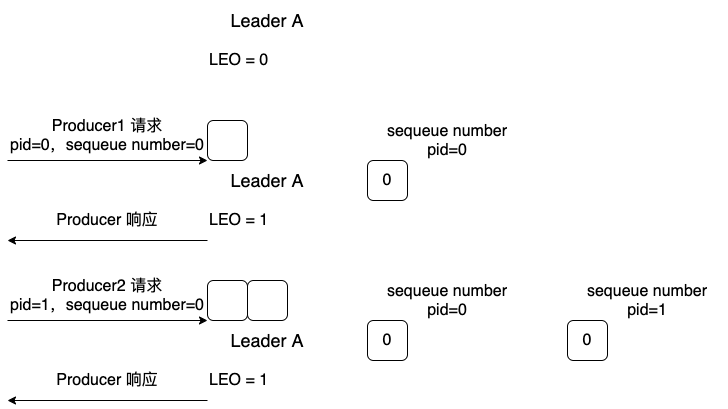 Leader A
LEO = 0
Producer1 请求
pid=0，sequeue number=0
sequeue number
pid=0
0
Leader A
Producer 响应
LEO = 1
Producer2 请求
pid=1，sequeue number=0
sequeue number
pid=0
sequeue number
pid=1
0
0
Leader A
Producer 响应
LEO = 1